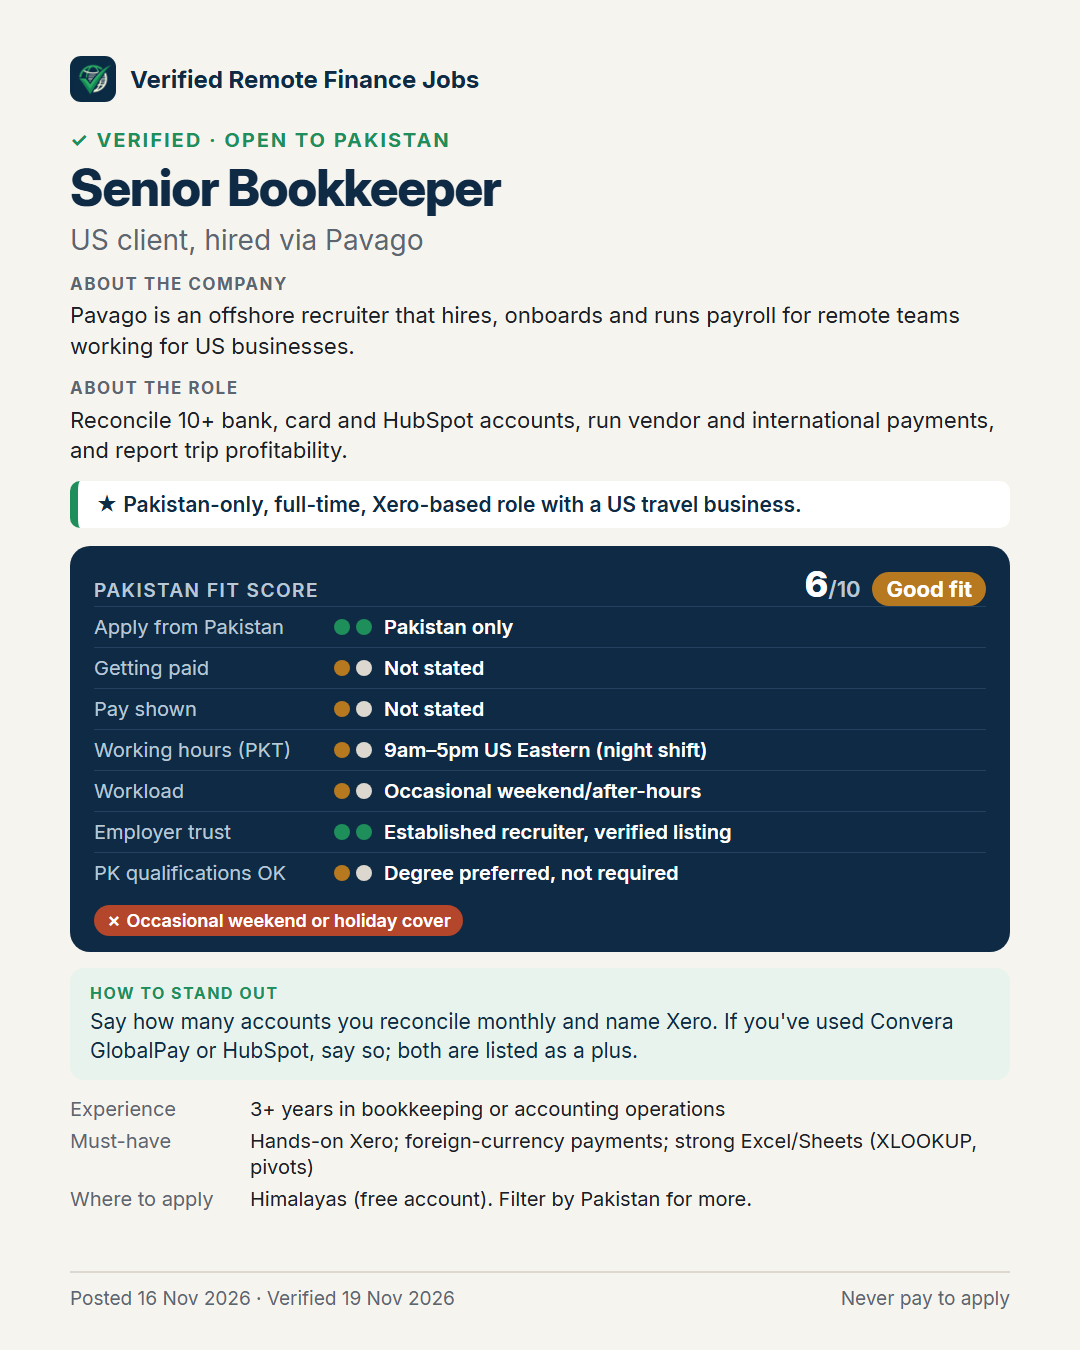 Verified Remote Finance Jobs
✓ VERIFIED · OPEN TO PAKISTAN
Senior Bookkeeper
US client, hired via Pavago
ABOUT THE COMPANY
Pavago is an offshore recruiter that hires, onboards and runs payroll for remote teams
working for US businesses.
ABOUT THE ROLE
Reconcile 10+ bank, card and HubSpot accounts, run vendor and international payments,
and report trip profitability.
★ Pakistan-only, full-time, Xero-based role with a US travel business.
PAKISTAN FIT SCORE 6/10 Good fit
Apply from Pakistan Pakistan only
Getting paid Not stated
Pay shown Not stated
Working hours (PKT) 9am–5pm US Eastern (night shift)
Workload Occasional weekend/after-hours
Employer trust Established recruiter, verified listing
PK qualifications OK Degree preferred, not required
× Occasional weekend or holiday cover
HOW TO STAND OUT
Say how many accounts you reconcile monthly and name Xero. If you've used Convera
GlobalPay or HubSpot, say so; both are listed as a plus.
Experience 3+ years in bookkeeping or accounting operations
Must-have Hands-on Xero; foreign-currency payments; strong Excel/Sheets (XLOOKUP,
pivots)
Where to apply Himalayas (free account). Filter by Pakistan for more.
Posted 16 Nov 2026 · Verified 19 Nov 2026 Never pay to apply